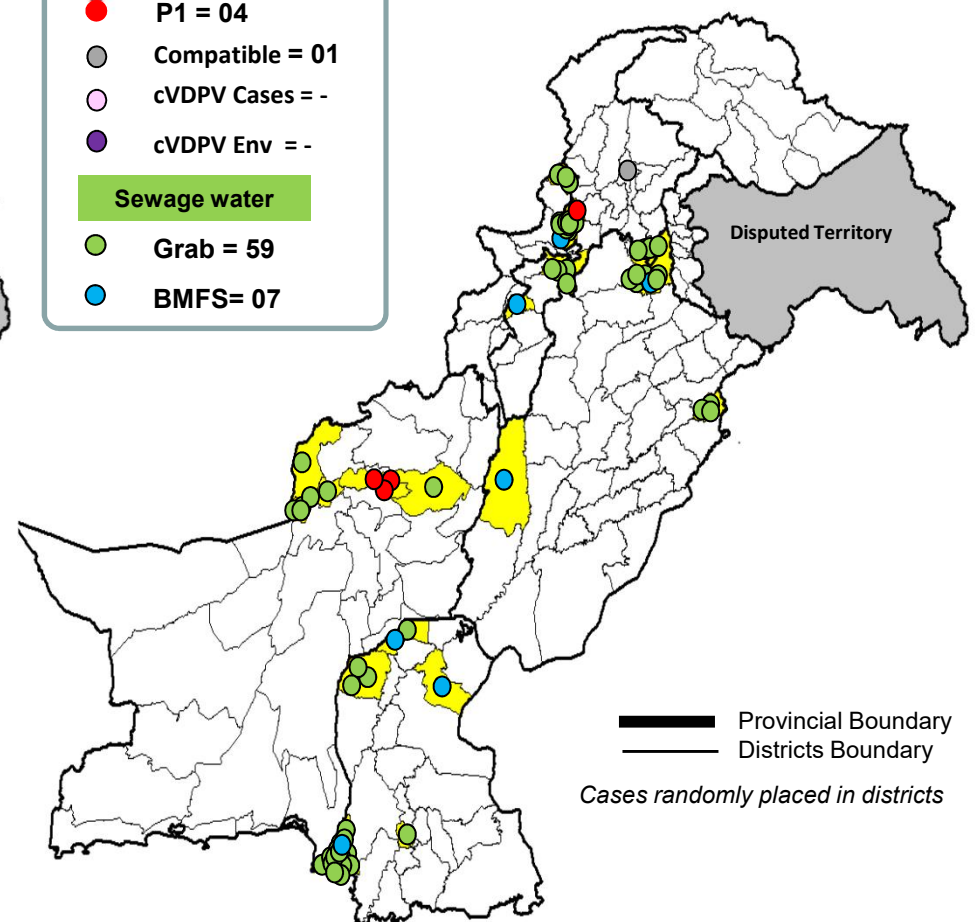 P1 = 04
Compatible = 01
cVDPV Cases = -
cVDPV Env = -
Sewage water
Grab = 59
BMFS= 07
Disputed Territory
Provincial Boundary
Districts Boundary
Cases randomly placed in districts